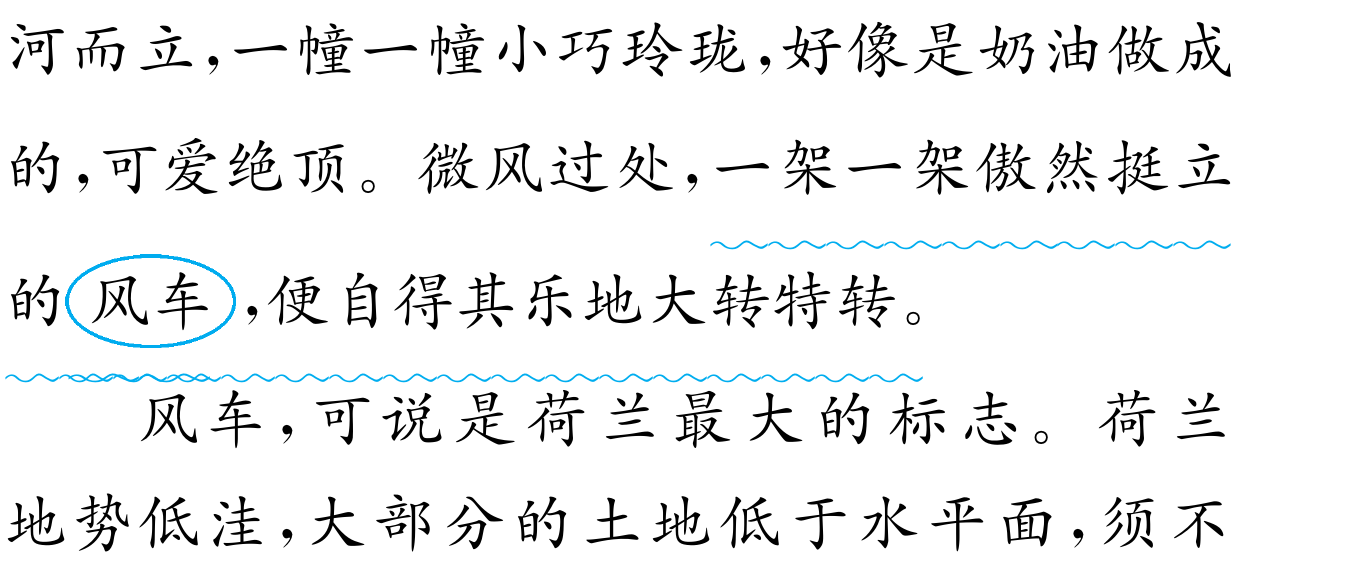 河而立,一幢一幢小巧玲珑,好像是奶油做成
的,可爱绝顶。微风过处,一架一架傲然挺立
的风车,便自得其乐地大转特转。
风车,可说是荷兰最大的标志。荷兰
地势低洼,大部分的土地低于水平面,须不